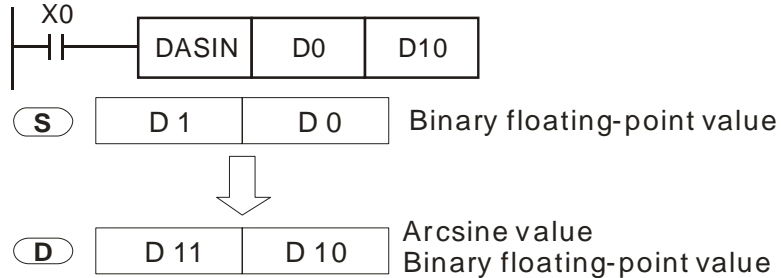 X0
DASIN D0 D10
S D 1 D 0 Binary floating-point value
D D 11 D 10 Arcsine value
Binary floating-point value